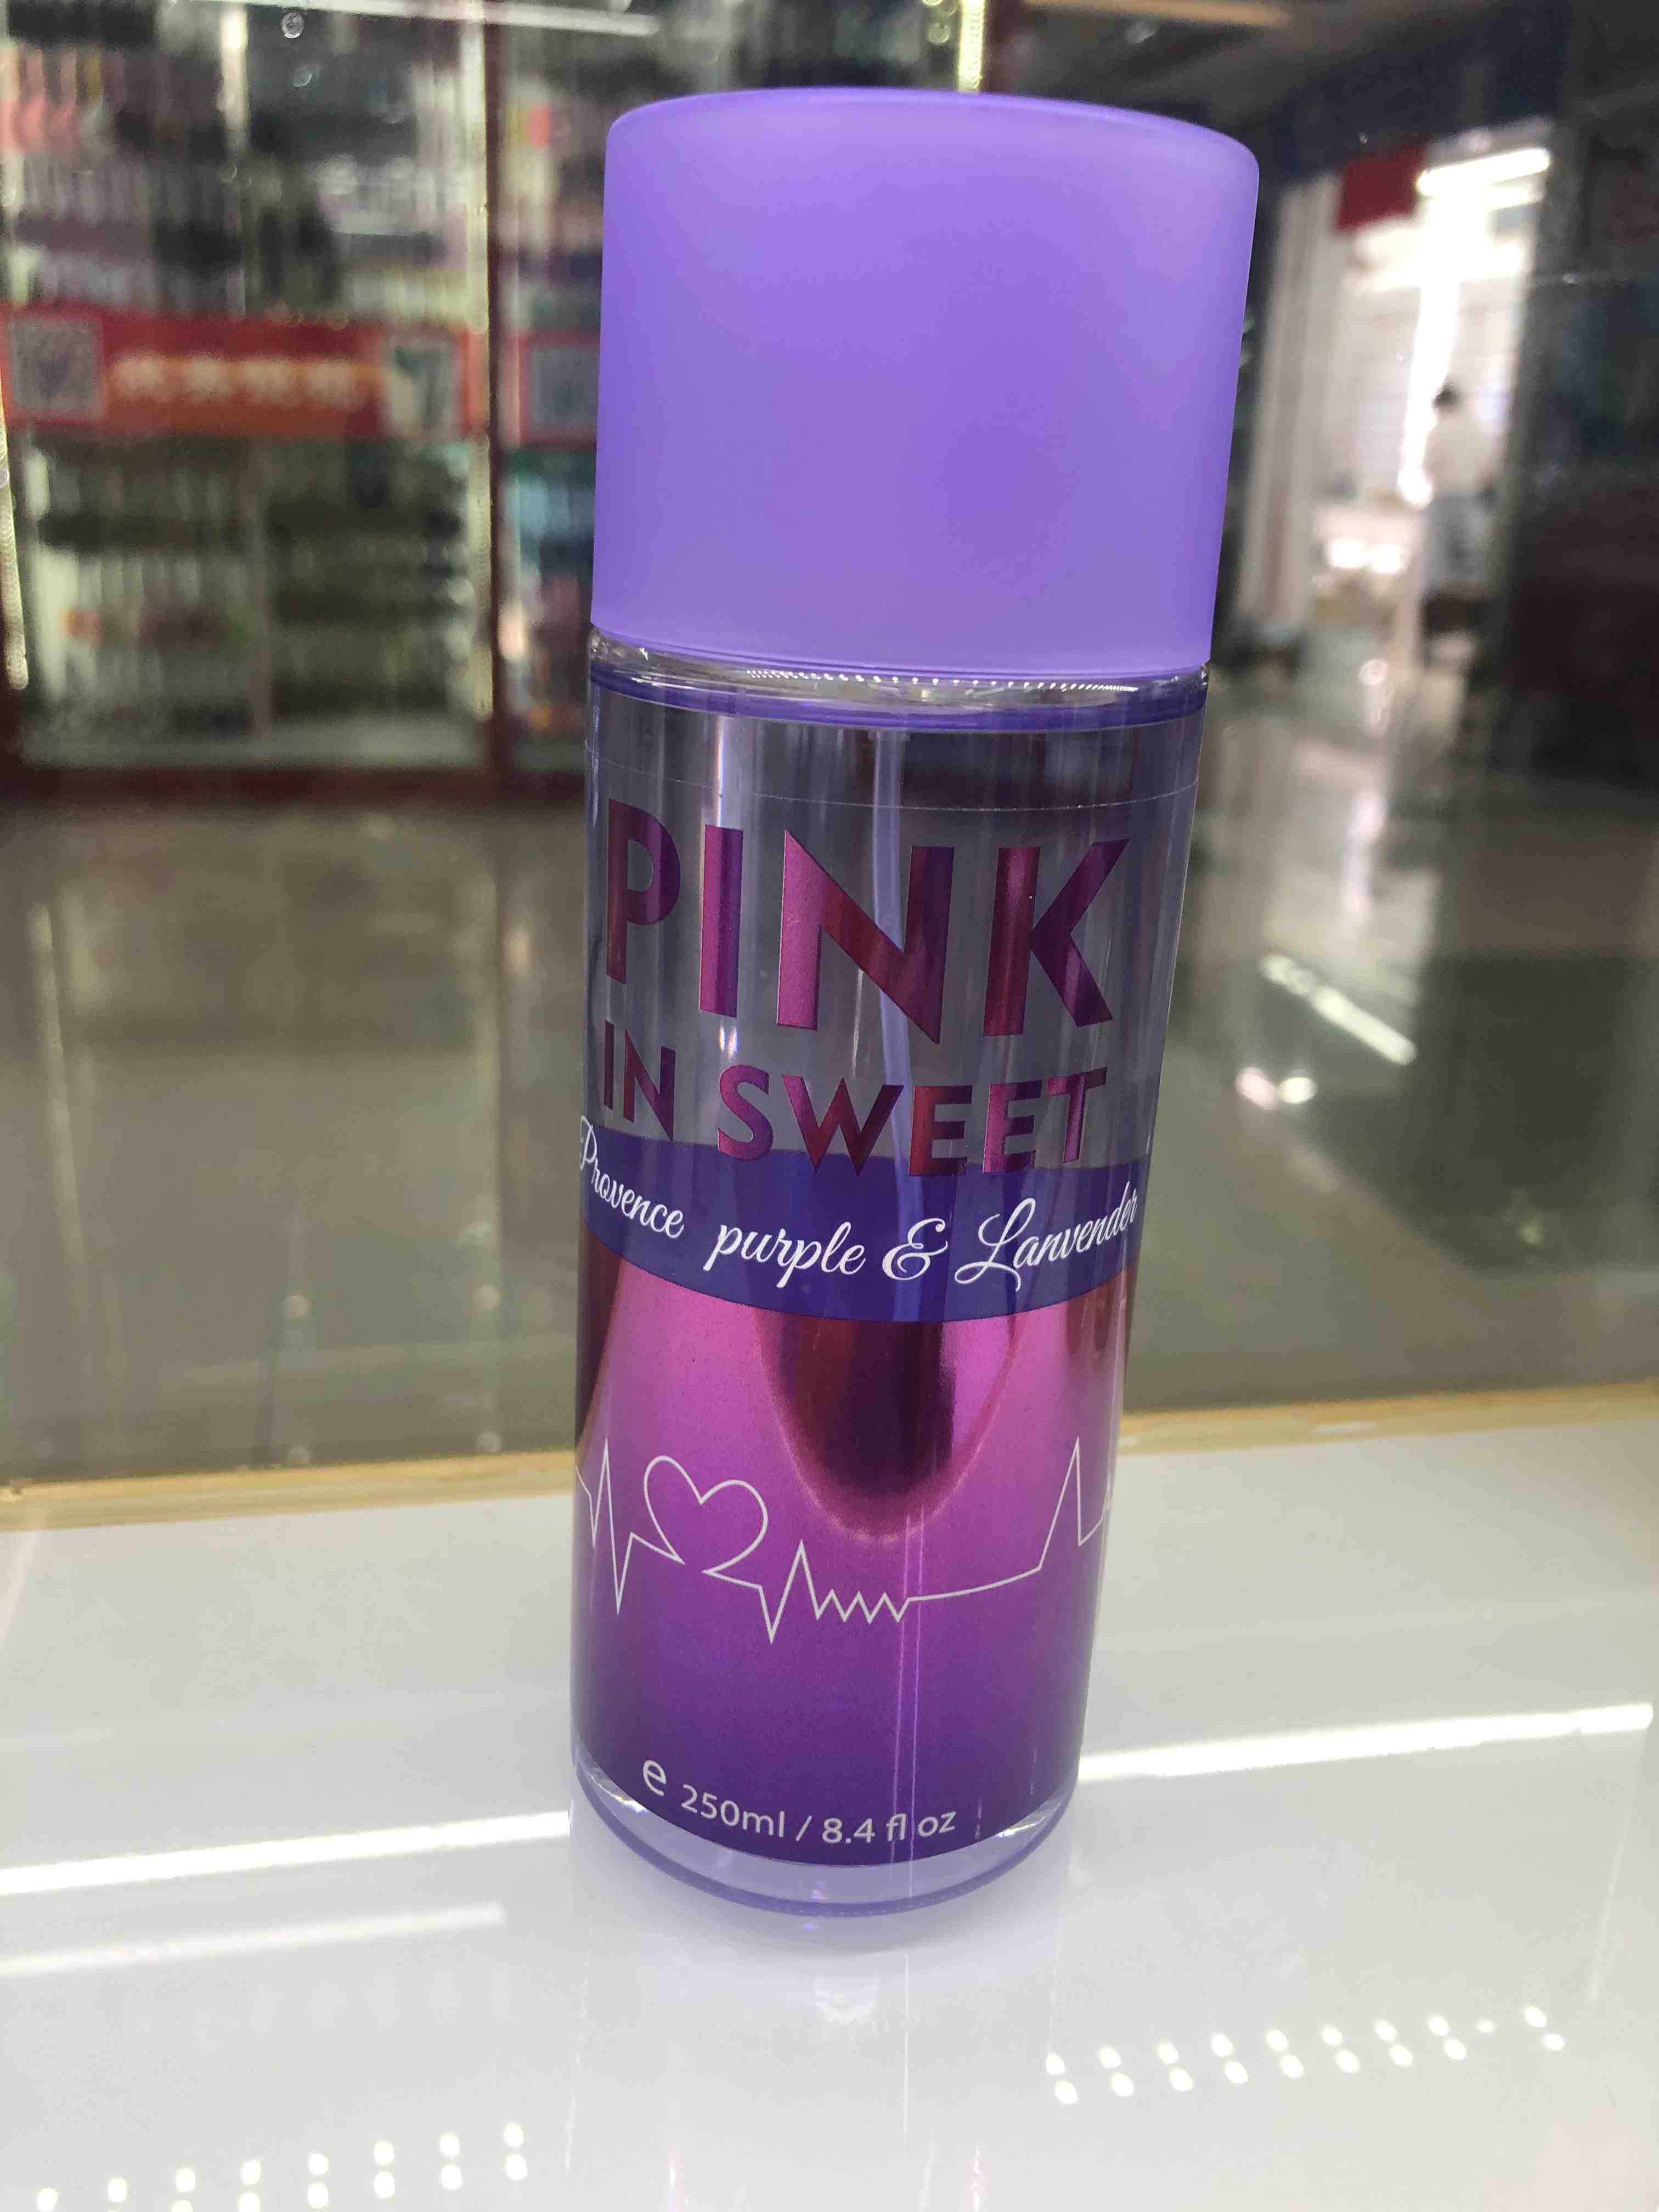 PINK
IN SWEET
Provence purple & Lanvender
e 250ml / 8.4 fl oz